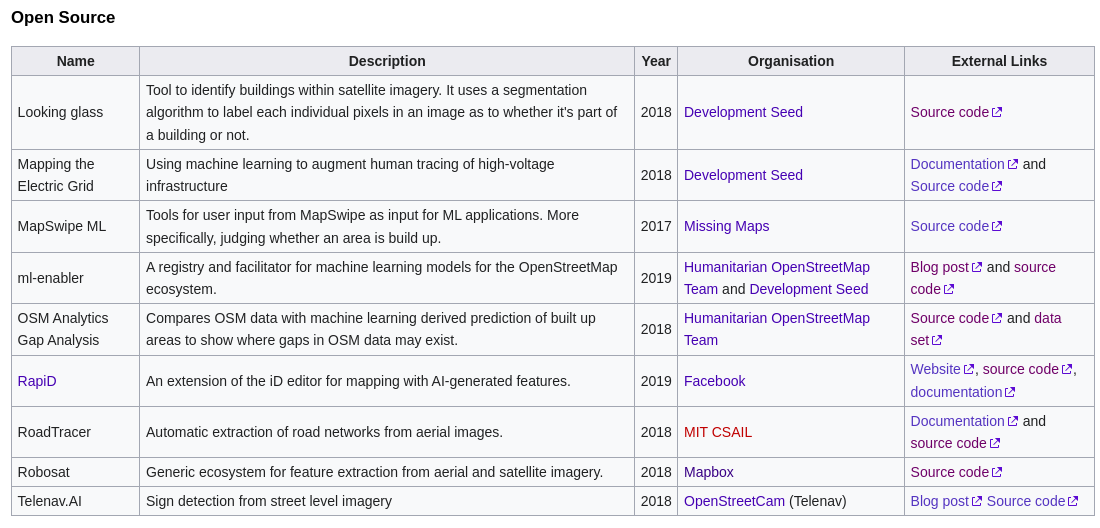 Open Source
Name Description Year Organisation External Links
Looking glass
Tool to identify buildings within satellite imagery. It uses a segmentation
algorithm to label each individual pixels in an image as to whether it's part of
a building or not.
2018
Development Seed
Source code
Mapping the
Electric Grid
Using machine learning to augment human tracing of high-voltage
infrastructure
2018
Development Seed
Documentation and
Source code
MapSwipe ML
Tools for user input from MapSwipe as input for ML applications. More
specifically, judging whether an area is build up.
2017
Missing Maps
Source code
ml-enabler
A registry and facilitator for machine learning models for the OpenStreetMap
ecosystem.
2019
Humanitarian OpenStreetMap
Team and Development Seed
Blog post and source
code
OSM Analytics
Gap Analysis
Compares OSM data with machine learning derived prediction of built up
areas to show where gaps in OSM data may exist.
2018
Humanitarian OpenStreetMap
Team
Source code and data
set
RapiD
An extension of the iD editor for mapping with AI-generated features.
2019
Facebook
Website, source code,
documentation
RoadTracer
Automatic extraction of road networks from aerial images.
2018
MIT CSAIL
Documentation and
source code
Robosat
Generic ecosystem for feature extraction from aerial and satellite imagery.
2018
Mapbox
Source code
Telenav.AI
Sign detection from street level imagery
2018
OpenStreetCam (Telenav)
Blog post Source code